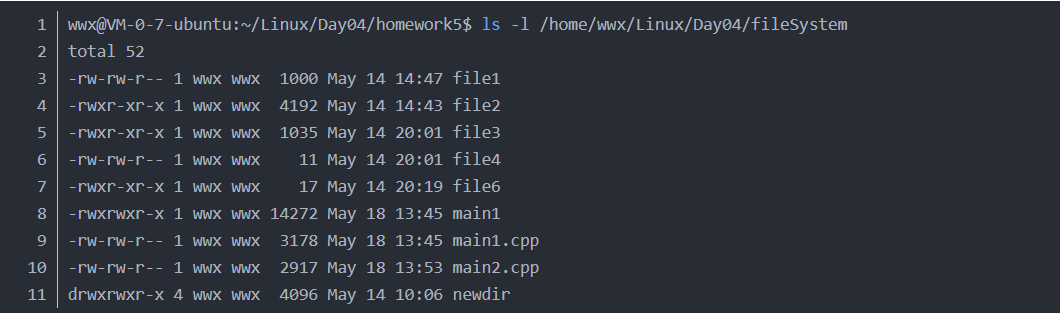 1 wwx@VM-0-7-ubuntu:~/Linux/Day04/homework5$ ls -l /home/wwx/Linux/Day04/fileSystem
2 total 52
3 -rw-rw-r-- 1 wwx wwx  1000 May 14 14:47 file1
4 -rwxr-xr-x 1 wwx wwx  4192 May 14 14:43 file2
5 -rwxr-xr-x 1 wwx wwx  1035 May 14 20:01 file3
6 -rw-rw-r-- 1 wwx wwx    11 May 14 20:01 file4
7 -rwxr-xr-x 1 wwx wwx    17 May 14 20:19 file6
8 -rwxrwxr-x 1 wwx wwx 14272 May 18 13:45 main1
9 -rw-rw-r-- 1 wwx wwx  3178 May 18 13:45 main1.cpp
10 -rw-rw-r-- 1 wwx wwx  2917 May 18 13:53 main2.cpp
11 drwxrwxr-x 4 wwx wwx  4096 May 14 10:06 newdir